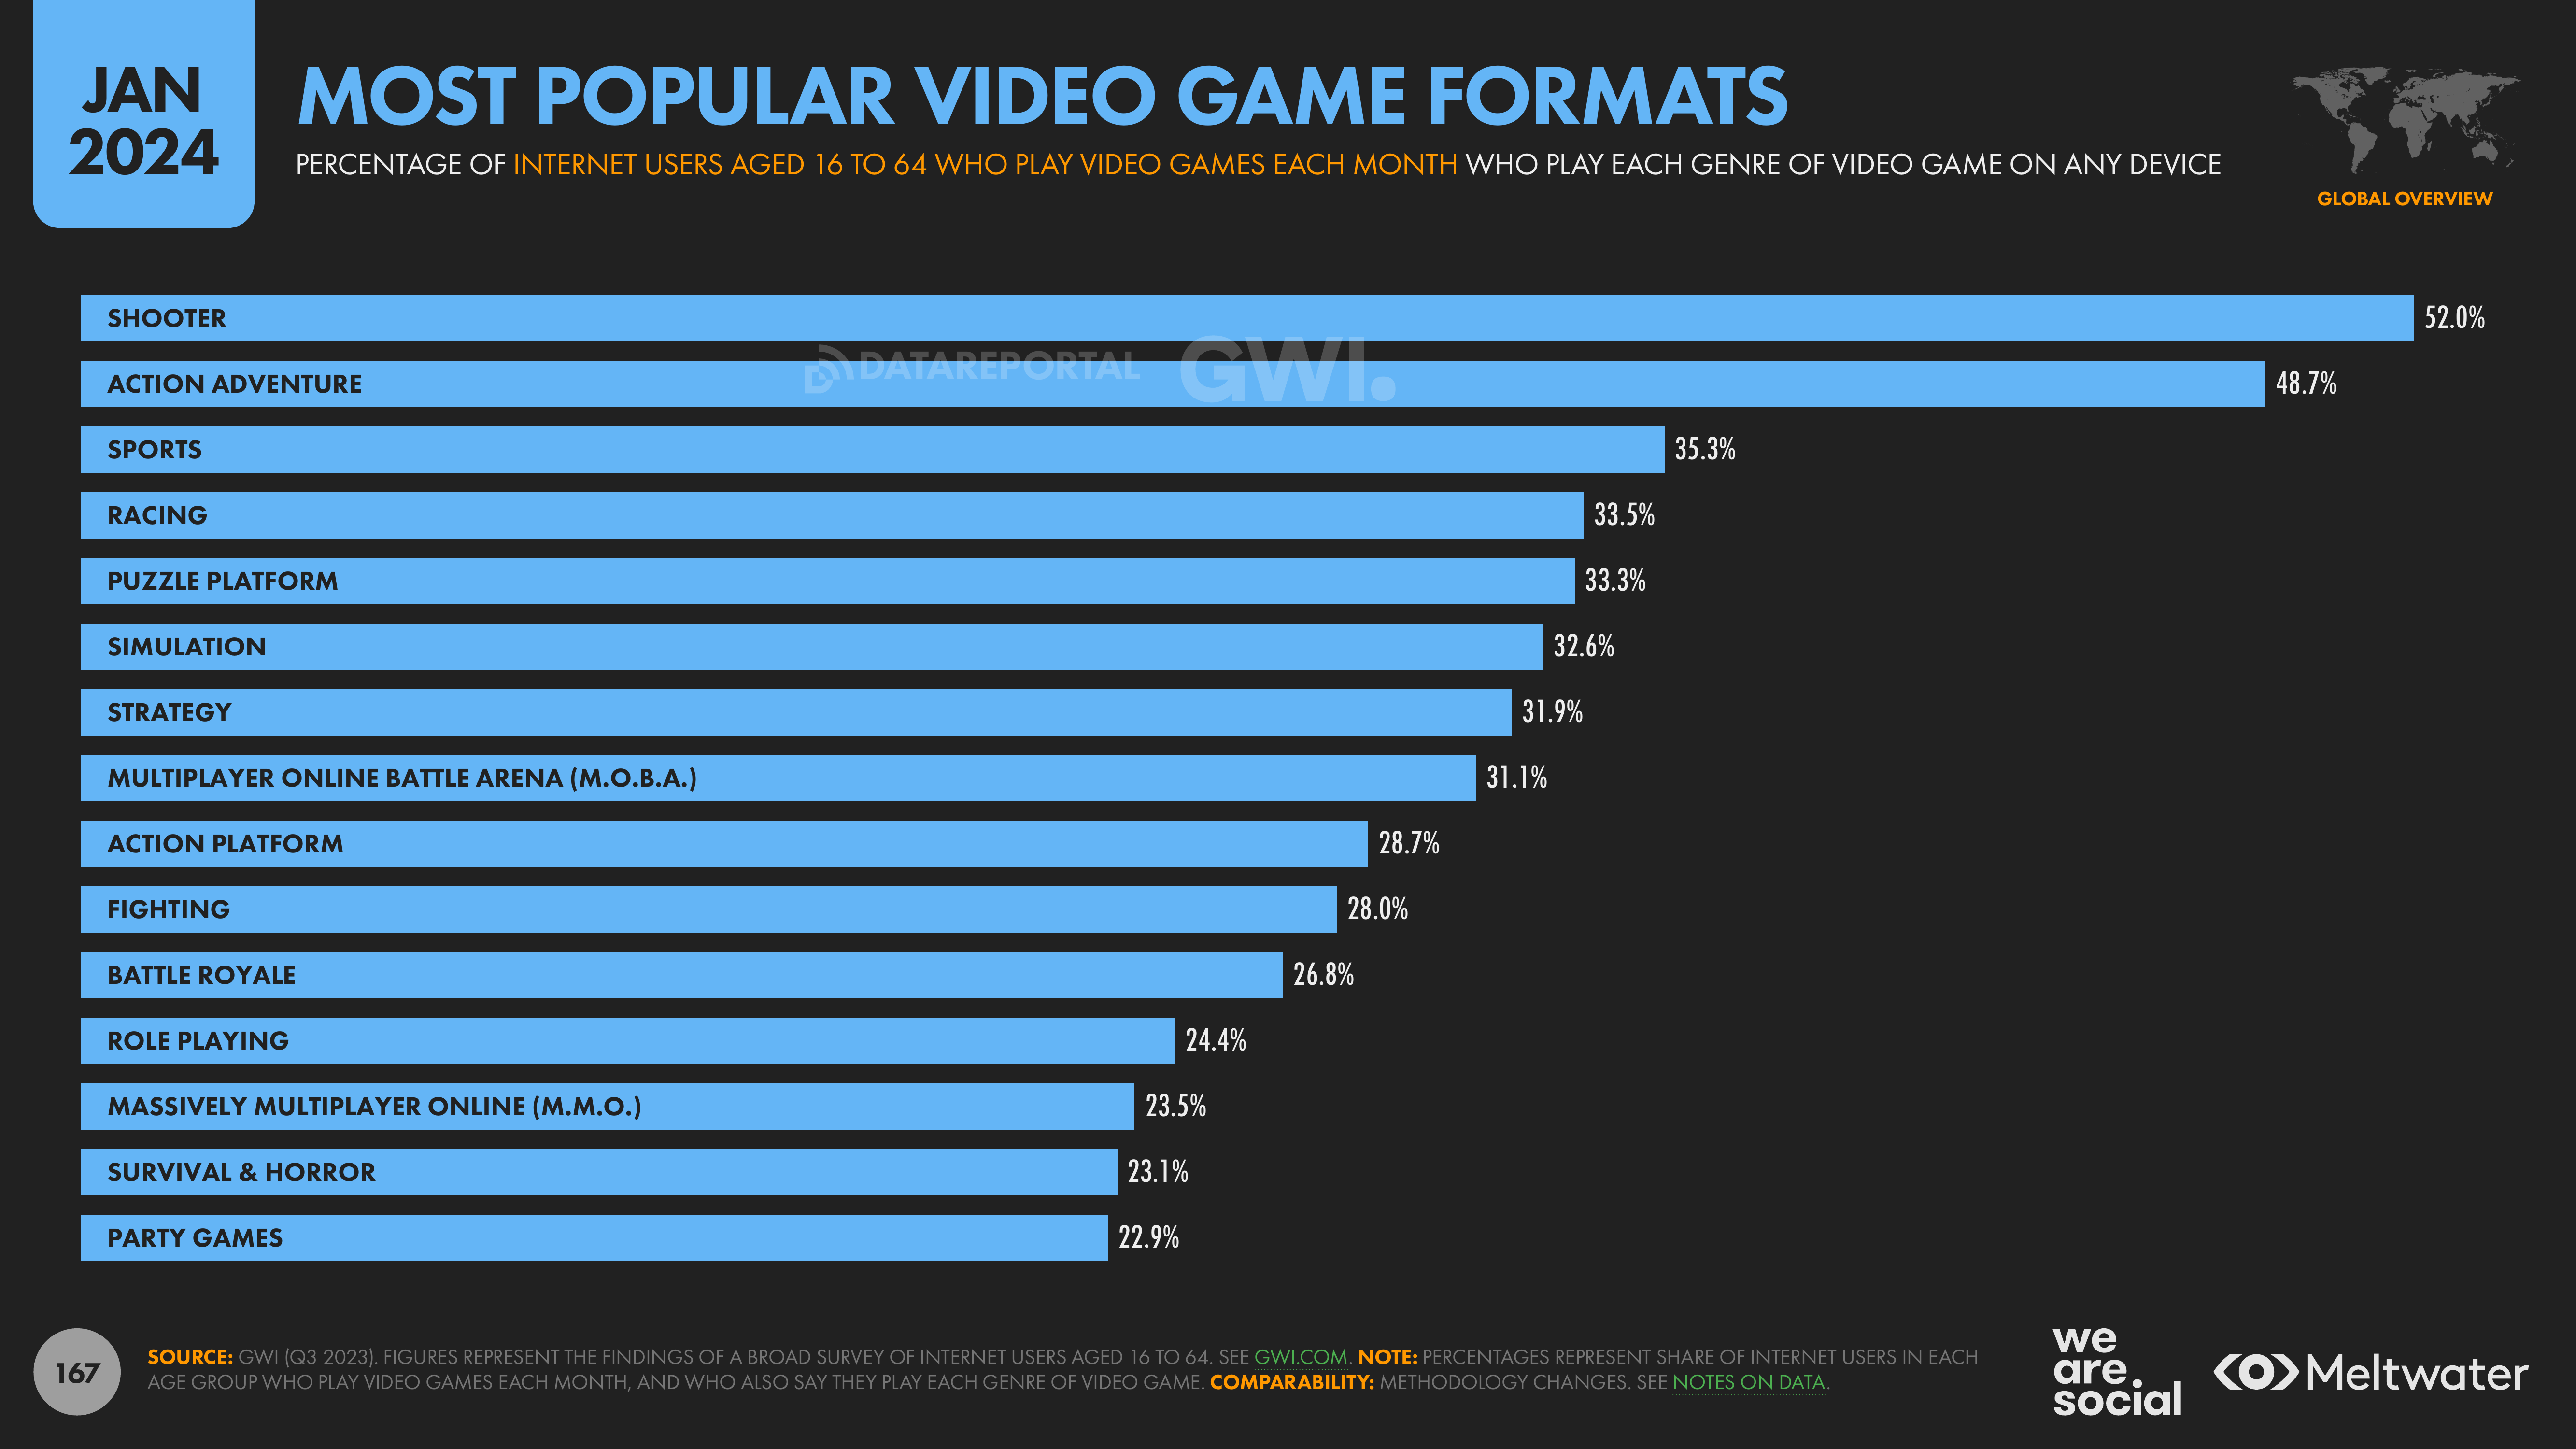 JAN
2024
MOST POPULAR VIDEO GAME FORMATS
PERCENTAGE OF INTERNET USERS AGED 16 TO 64 WHO PLAY VIDEO GAMES EACH MONTH WHO PLAY EACH GENRE OF VIDEO GAME ON ANY DEVICE
GLOBAL OVERVIEW
SHOOTER 52.0%
DATAREPORTAL GWI.
ACTION ADVENTURE 48.7%
SPORTS 35.3%
RACING 33.5%
PUZZLE PLATFORM 33.3%
SIMULATION 32.6%
STRATEGY 31.9%
MULTIPLAYER ONLINE BATTLE ARENA (M.O.B.A.) 31.1%
ACTION PLATFORM 28.7%
FIGHTING 28.0%
BATTLE ROYALE 26.8%
ROLE PLAYING 24.4%
MASSIVELY MULTIPLAYER ONLINE (M.M.O.) 23.5%
SURVIVAL & HORROR 23.1%
PARTY GAMES 22.9%
167
SOURCE: GWI (Q3 2023). FIGURES REPRESENT THE FINDINGS OF A BROAD SURVEY OF INTERNET USERS AGED 16 TO 64. SEE GWI.COM. NOTE: PERCENTAGES REPRESENT SHARE OF INTERNET USERS IN EACH
AGE GROUP WHO PLAY VIDEO GAMES EACH MONTH, AND WHO ALSO SAY THEY PLAY EACH GENRE OF VIDEO GAME. COMPARABILITY: METHODOLOGY CHANGES. SEE NOTES ON DATA.
we
are
social
Meltwater